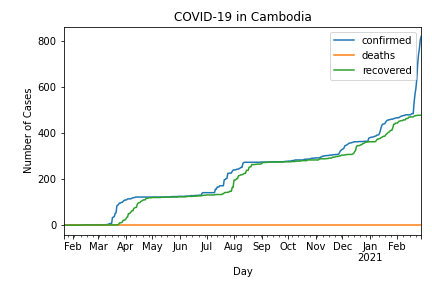 COVID-19 in Cambodia
confirmed
deaths
recovered
Number of Cases
800
600
400
200
0
Feb Mar Apr May Jun Jul Aug Sep Oct Nov Dec Jan Feb
2021
Day